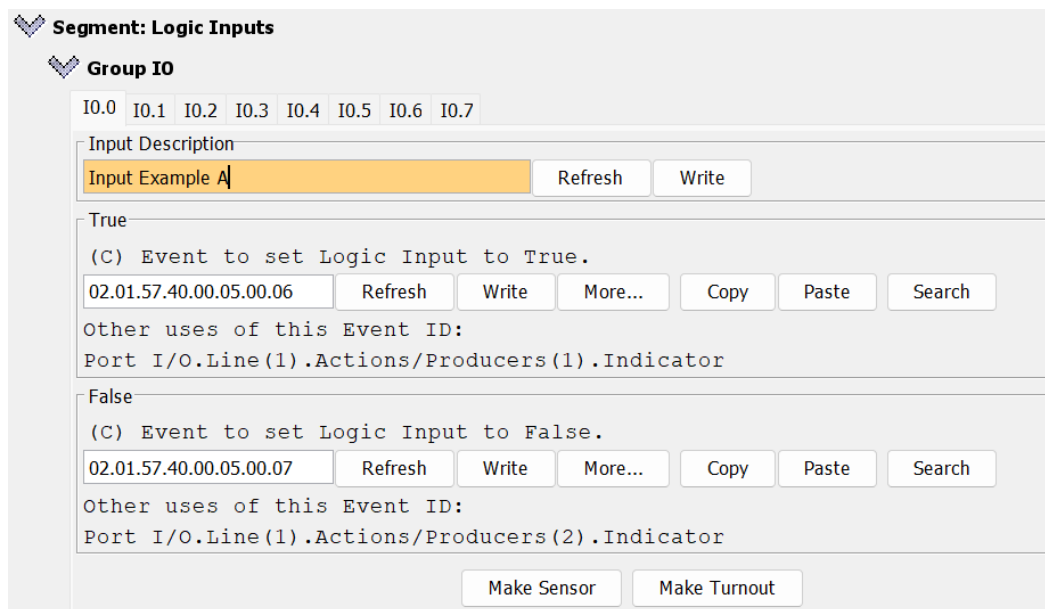 Segment: Logic Inputs
Group I0
I0.0 I0.1 I0.2 I0.3 I0.4 I0.5 I0.6 I0.7
Input Description
Input Example A Refresh Write
True
(C) Event to set Logic Input to True.
02.01.57.40.00.05.00.06 Refresh Write More... Copy Paste Search
Other uses of this Event ID:
Port I/O.Line(1).Actions/Producers(1).Indicator
False
(C) Event to set Logic Input to False.
02.01.57.40.00.05.00.07 Refresh Write More... Copy Paste Search
Other uses of this Event ID:
Port I/O.Line(1).Actions/Producers(2).Indicator
Make Sensor Make Turnout